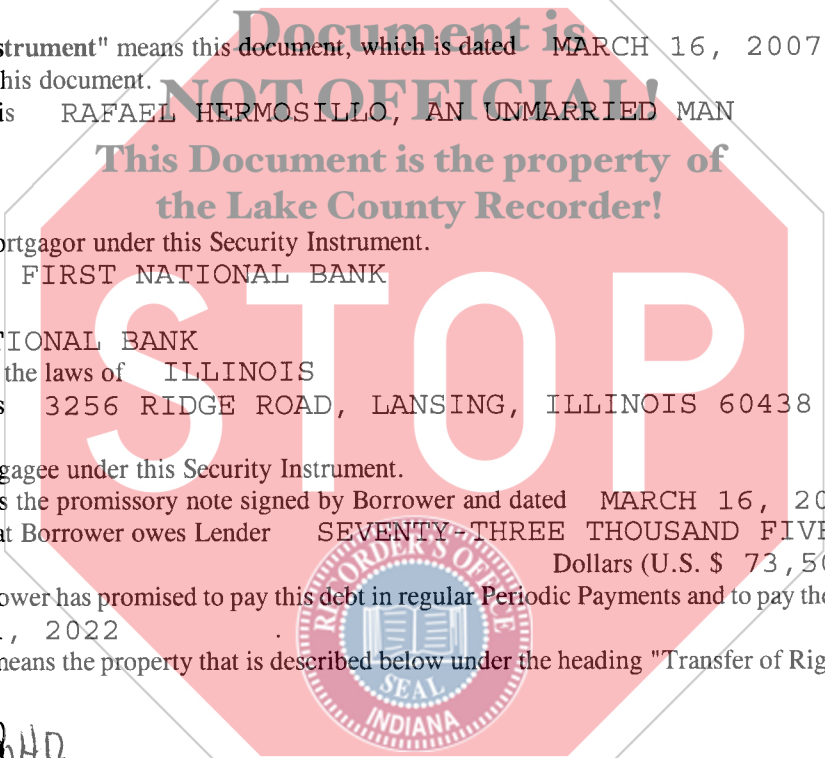 Document is
strument" means this document, which is dated MARCH 16, 2007
his document.
NOT OFFICIAL!
is RAFAEL HERMOSILLO, AN UNMARRIED MAN
This Document is the property of
the Lake County Recorder!
ortgagor under this Security Instrument.
FIRST NATIONAL BANK
STOP
TIONAL BANK
the laws of ILLINOIS
s 3256 RIDGE ROAD, LANSING, ILLINOIS 60438
gagee under this Security Instrument.
s the promissory note signed by Borrower and dated MARCH 16, 20
at Borrower owes Lender SEVENTY-THREE THOUSAND FIVE
Dollars (U.S. $ 73,50
ower has promised to pay this debt in regular Periodic Payments and to pay the
, 2022
means the property that is described below under the heading "Transfer of Rig
RECORDER'S OFFICE
SEAL
INDIANA